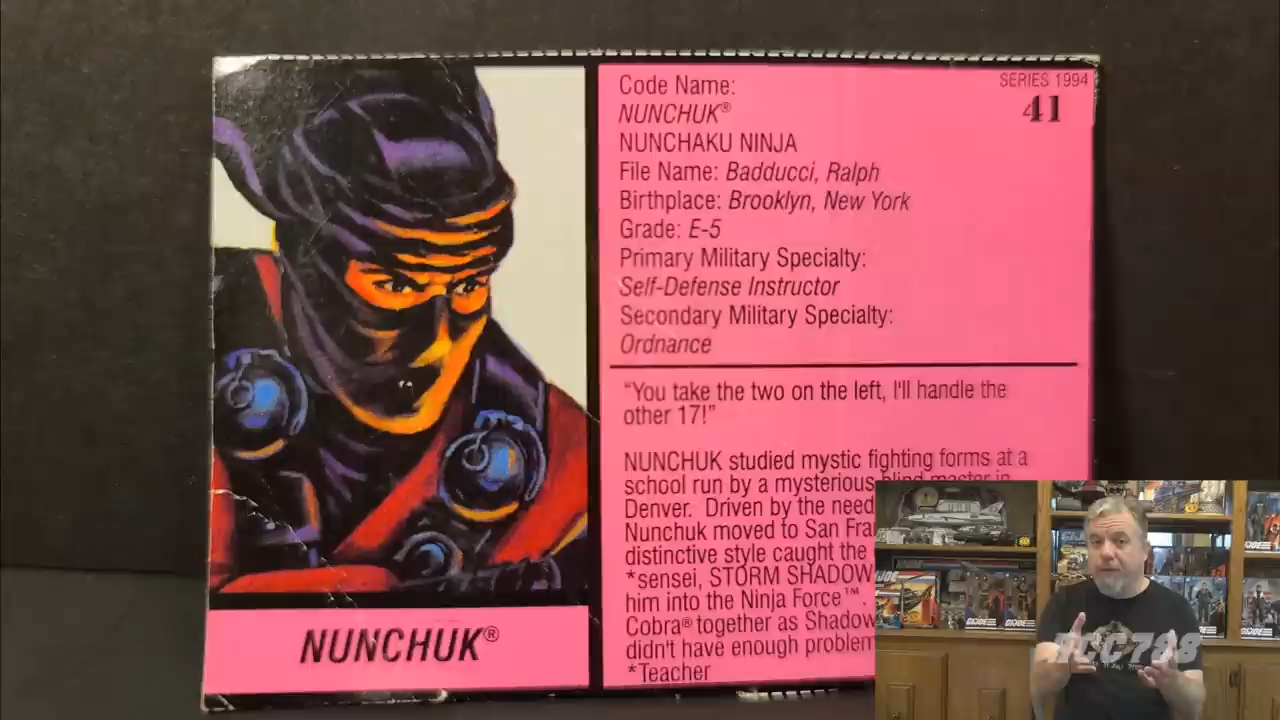 SERIES 1994
41
Code Name:
NUNCHUK®
NUNCHAKU NINJA
File Name: Badducci, Ralph
Birthplace: Brooklyn, New York
Grade: E-5
Primary Military Specialty:
Self-Defense Instructor
Secondary Military Specialty:
Ordnance
"You take the two on the left, I'll handle the
other 17!"
NUNCHUK studied mystic fighting forms at a
school run by a mysterious blind master in
Denver. Driven by the need
Nunchuk moved to San Fra
distinctive style caught the
*sensei, STORM SHADOW
him into the Ninja Force™.
Cobra® together as Shadow
didn't have enough problem
*Teacher
NUNCHUK®
FCC788